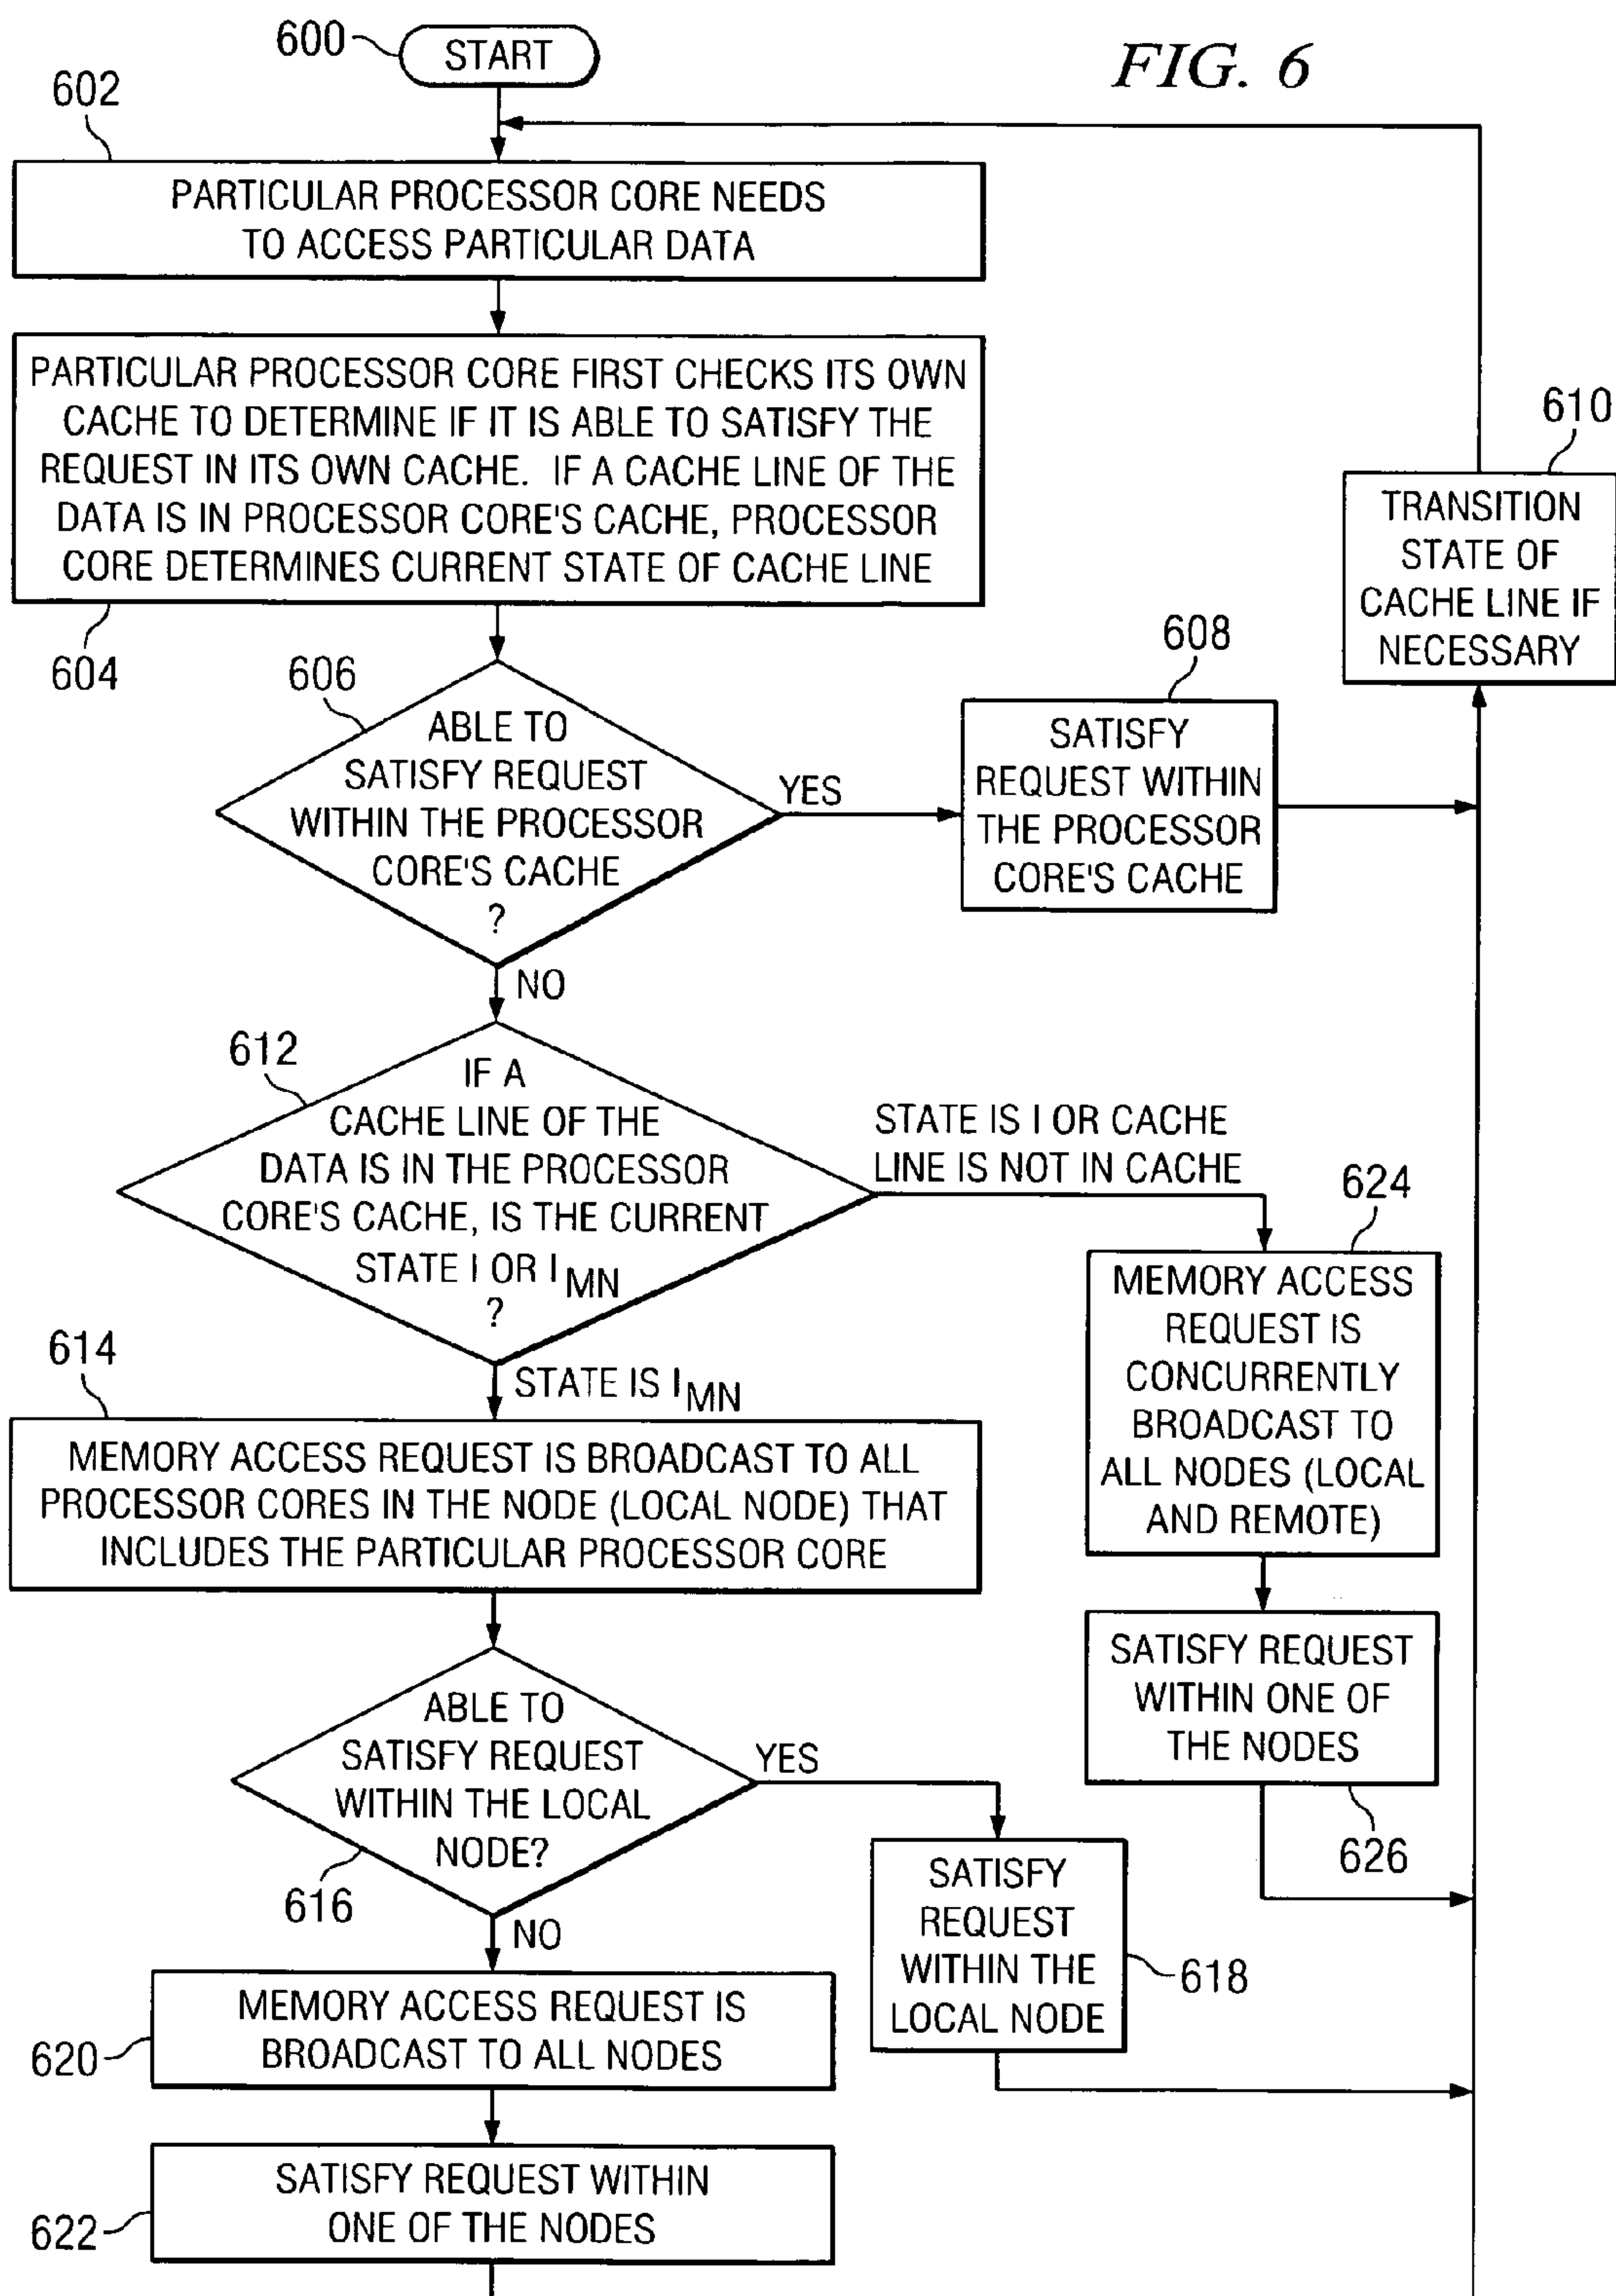 FIG. 6
600
START
602
PARTICULAR PROCESSOR CORE NEEDS
TO ACCESS PARTICULAR DATA
PARTICULAR PROCESSOR CORE FIRST CHECKS ITS OWN
CACHE TO DETERMINE IF IT IS ABLE TO SATISFY THE
REQUEST IN ITS OWN CACHE. IF A CACHE LINE OF THE
DATA IS IN PROCESSOR CORE'S CACHE, PROCESSOR
CORE DETERMINES CURRENT STATE OF CACHE LINE
604
610
TRANSITION
STATE OF
CACHE LINE IF
NECESSARY
606
ABLE TO
SATISFY REQUEST
WITHIN THE PROCESSOR
CORE'S CACHE
?
YES
608
SATISFY
REQUEST WITHIN
THE PROCESSOR
CORE'S CACHE
NO
612
IF A
CACHE LINE OF THE
DATA IS IN THE PROCESSOR
CORE'S CACHE, IS THE CURRENT
STATE I OR I MN
?
STATE IS I OR CACHE
LINE IS NOT IN CACHE
624
MEMORY ACCESS
REQUEST IS
CONCURRENTLY
BROADCAST TO
ALL NODES (LOCAL
AND REMOTE)
STATE IS I MN
614
MEMORY ACCESS REQUEST IS BROADCAST TO ALL
PROCESSOR CORES IN THE NODE (LOCAL NODE) THAT
INCLUDES THE PARTICULAR PROCESSOR CORE
SATISFY REQUEST
WITHIN ONE OF
THE NODES
626
ABLE TO
SATISFY REQUEST
WITHIN THE LOCAL
NODE?
616
YES
SATISFY
REQUEST
WITHIN THE
LOCAL NODE
618
NO
MEMORY ACCESS REQUEST IS
BROADCAST TO ALL NODES
620
SATISFY REQUEST WITHIN
ONE OF THE NODES
622